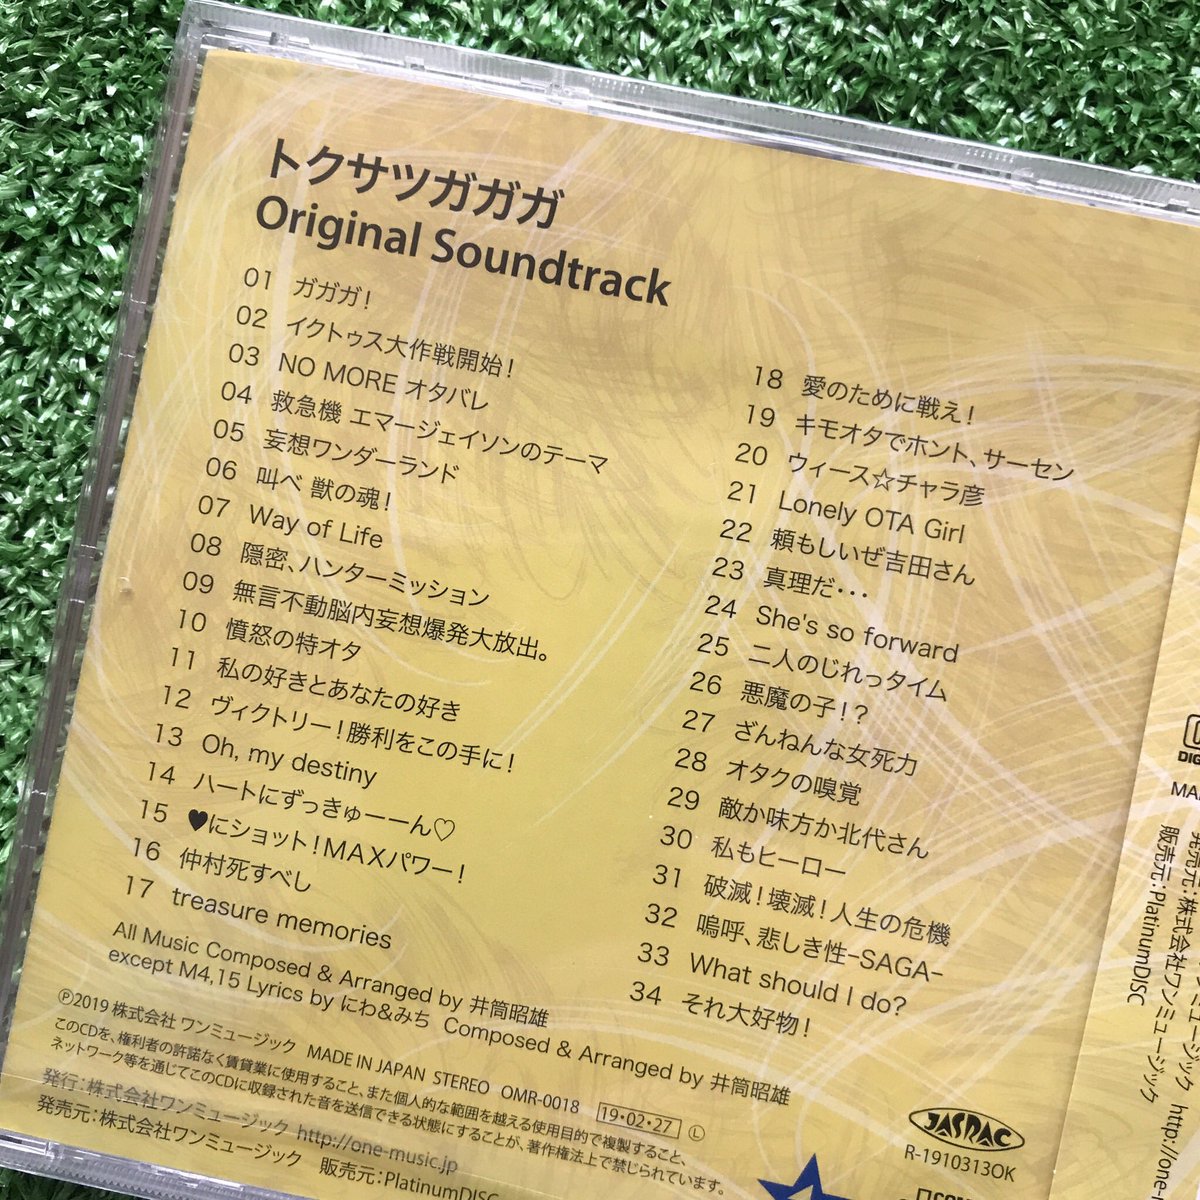 トクサツガガガ
Original Soundtrack
01 ガガガ！
02 イクトゥス大作戦開始！
03 NO MORE オタバレ
04 救急機 エマージェイソンのテーマ
05 妄想ワンダーランド
06 叫べ 獣の魂！
07 Way of Life
08 隠密、ハンターミッション
09 無言不動脳内妄想爆発大放出。
10 憤怒の特オタ
11 私の好きとあなたの好き
12 ヴィクトリー！勝利をこの手に！
13 Oh, my destiny
14 ハートにずっきゅーーん♡
15 ♥にショット！MAXパワー！
16 仲村死すべし
17 treasure memories
18 愛のために戦え！
19 キモオタでホント、サーセン
20 ウィース☆チャラ彦
21 Lonely OTA Girl
22 頼もしいぜ吉田さん
23 真理だ・・・
24 She's so forward
25 二人のじれっタイム
26 悪魔の子！？
27 ざんねんな女死力
28 オタクの嗅覚
29 敵か味方か北代さん
30 私もヒーロー
31 破滅！壊滅！人生の危機
32 嗚呼、悲しき性-SAGA-
33 What should I do?
34 それ大好物！
All Music Composed & Arranged by 井筒昭雄
except M4,15 Lyrics by にわ&みち Composed & Arranged by 井筒昭雄
Ⓟ2019 株式会社 ワンミュージック MADE IN JAPAN STEREO OMR-0018 19・02・27 Ⓛ
このCDを、権利者の許諾なく賃貸業に使用すること、また個人的な範囲を越える使用目的で複製すること、
ネットワーク等を通じてこのCDに収録された音を送信できる状態にすることが、著作権法上で禁じられています。
発行：株式会社ワンミュージック http://one-music.jp
発売元：株式会社ワンミュージック 販売元：PlatinumDISC
JASRAC
R-1910313OK
DIG
MA
発売元：株式会社ワンミュージック http://one-
販売元：PlatinumDISC